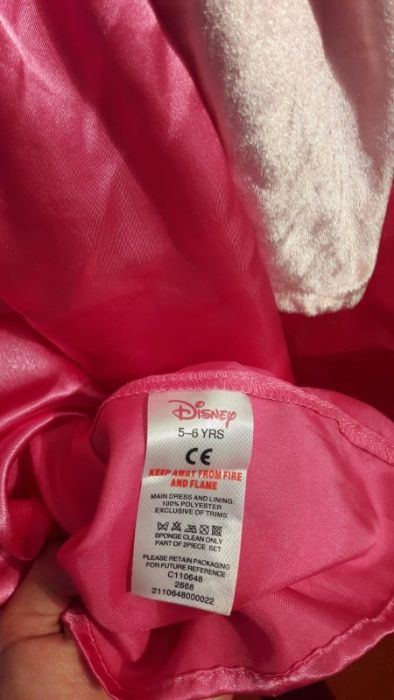 Disney
5-6 YRS
CE
KEEP AWAY FROM FIRE
AND FLAME
MAIN DRESS AND LINING:
100% POLYESTER
EXCLUSIVE OF TRIMS
SPONGE CLEAN ONLY
PART OF 2PIECE SET
PLEASE RETAIN PACKAGING
FOR FUTURE REFERENCE
C110648
2668
2110648000022